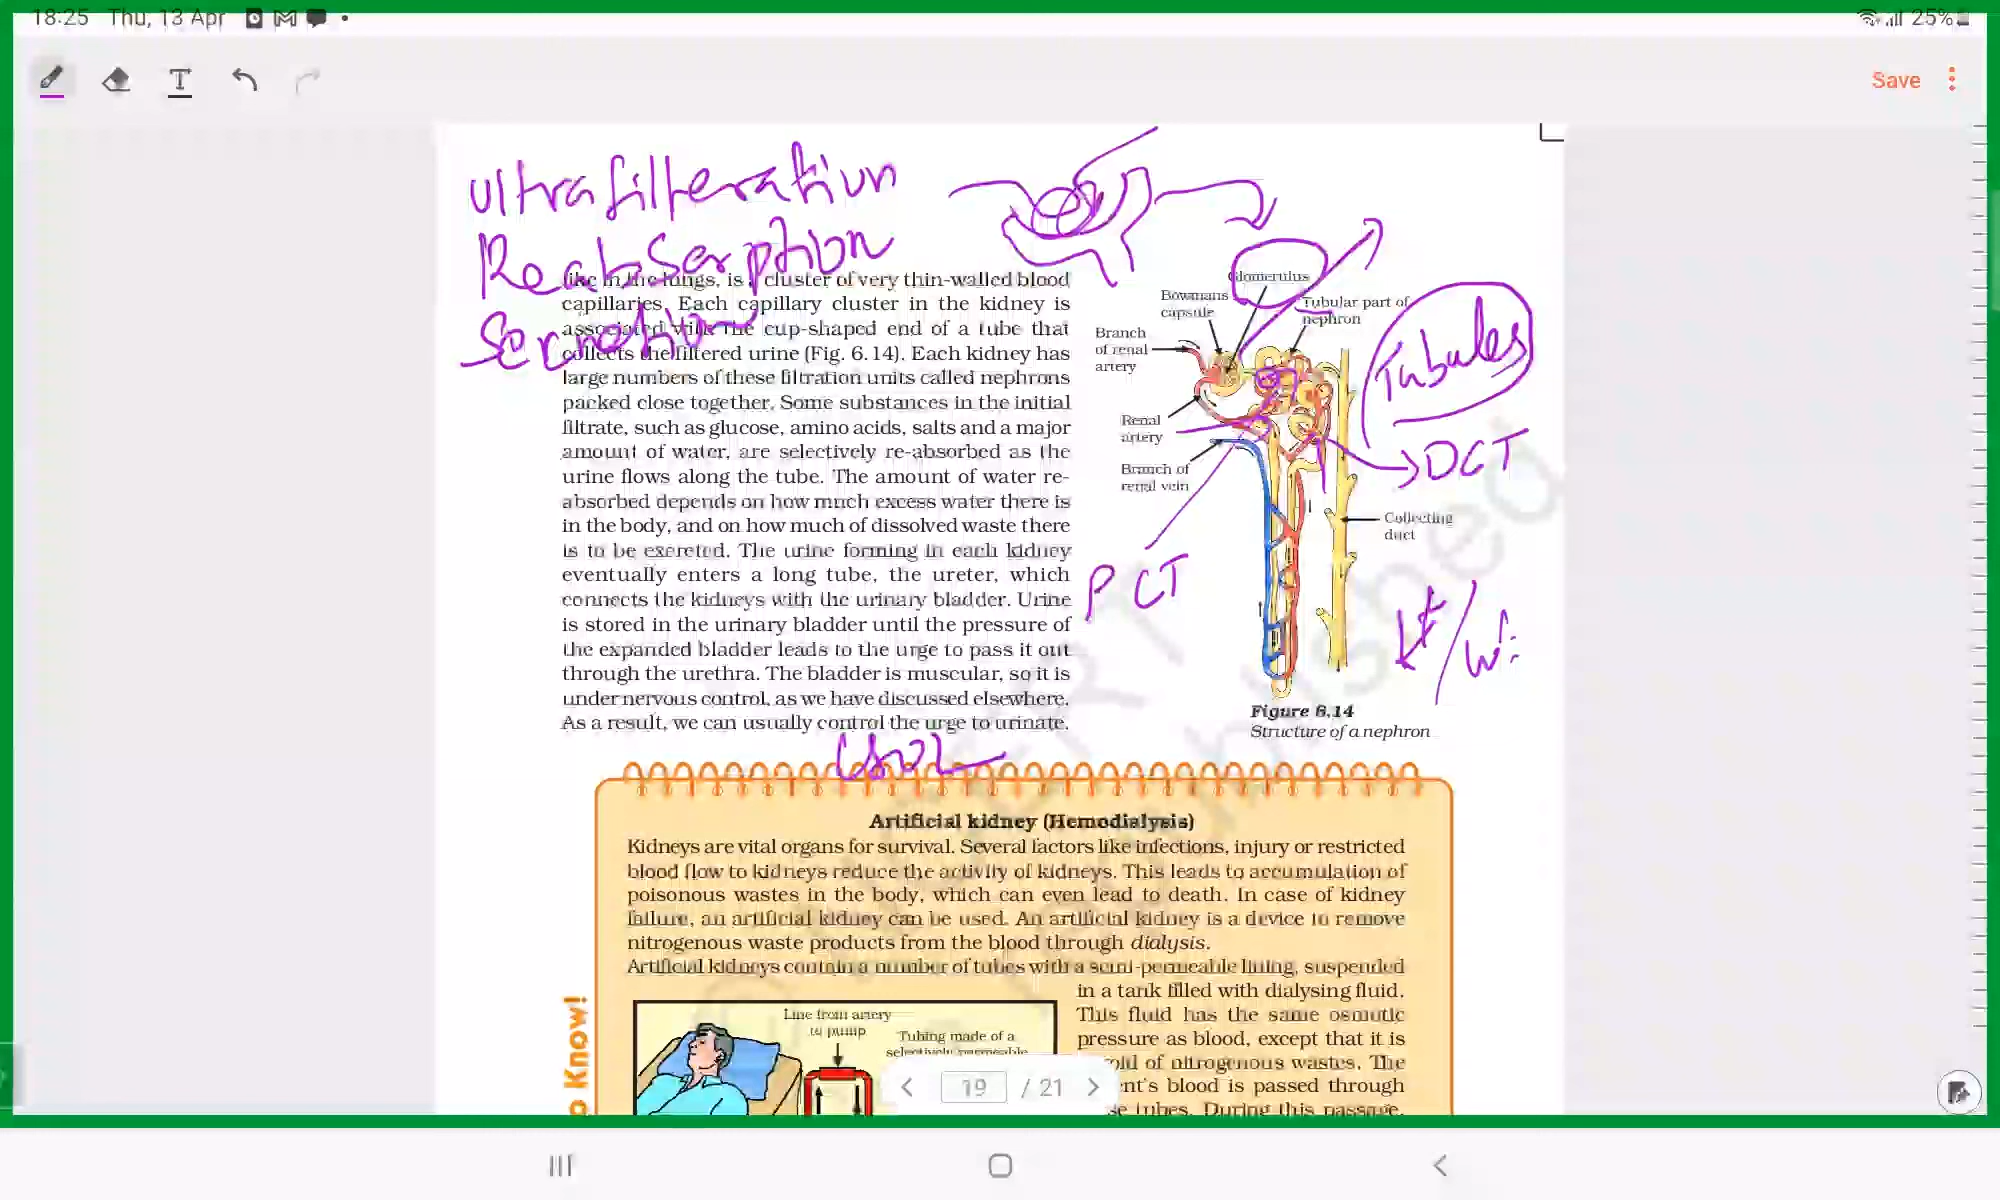 18:25 Thu, 13 Apr
25%
Save
Ultrafilteration
Reabsorption
like in the lungs, is a cluster of very thin-walled blood
capillaries. Each capillary cluster in the kidney is
associated with the cup-shaped end of a tube that
collects the filtered urine (Fig. 6.14). Each kidney has
large numbers of these filtration units called nephrons
packed close together. Some substances in the initial
filtrate, such as glucose, amino acids, salts and a major
amount of water, are selectively re-absorbed as the
urine flows along the tube. The amount of water re-
absorbed depends on how much excess water there is
in the body, and on how much of dissolved waste there
is to be excreted. The urine forming in each kidney
eventually enters a long tube, the ureter, which
connects the kidneys with the urinary bladder. Urine
is stored in the urinary bladder until the pressure of
the expanded bladder leads to the urge to pass it out
through the urethra. The bladder is muscular, so it is
under nervous control, as we have discussed elsewhere.
As a result, we can usually control the urge to urinate.
Glomerulus
Bowmans
capsule
Tubular part of
nephron
Branch
of renal
artery
Renal
artery
Branch of
renal vein
Collecting
duct
Tubules
DCT
PCT
K+/
Figure 6.14
Structure of a nephron
Artificial kidney (Hemodialysis)
Kidneys are vital organs for survival. Several factors like infections, injury or restricted
blood flow to kidneys reduce the activity of kidneys. This leads to accumulation of
poisonous wastes in the body, which can even lead to death. In case of kidney
failure, an artificial kidney can be used. An artificial kidney is a device to remove
nitrogenous waste products from the blood through dialysis.
Artificial kidneys contain a number of tubes with a semi-permeable lining, suspended
in a tank filled with dialysing fluid.
This fluid has the same osmotic
pressure as blood, except that it is
of nitrogenous wastes. The
blood is passed through
tubes. During this passage,
Know!
Line from artery
to pump
Tubing made of a
selectively permeable
19 / 21
published